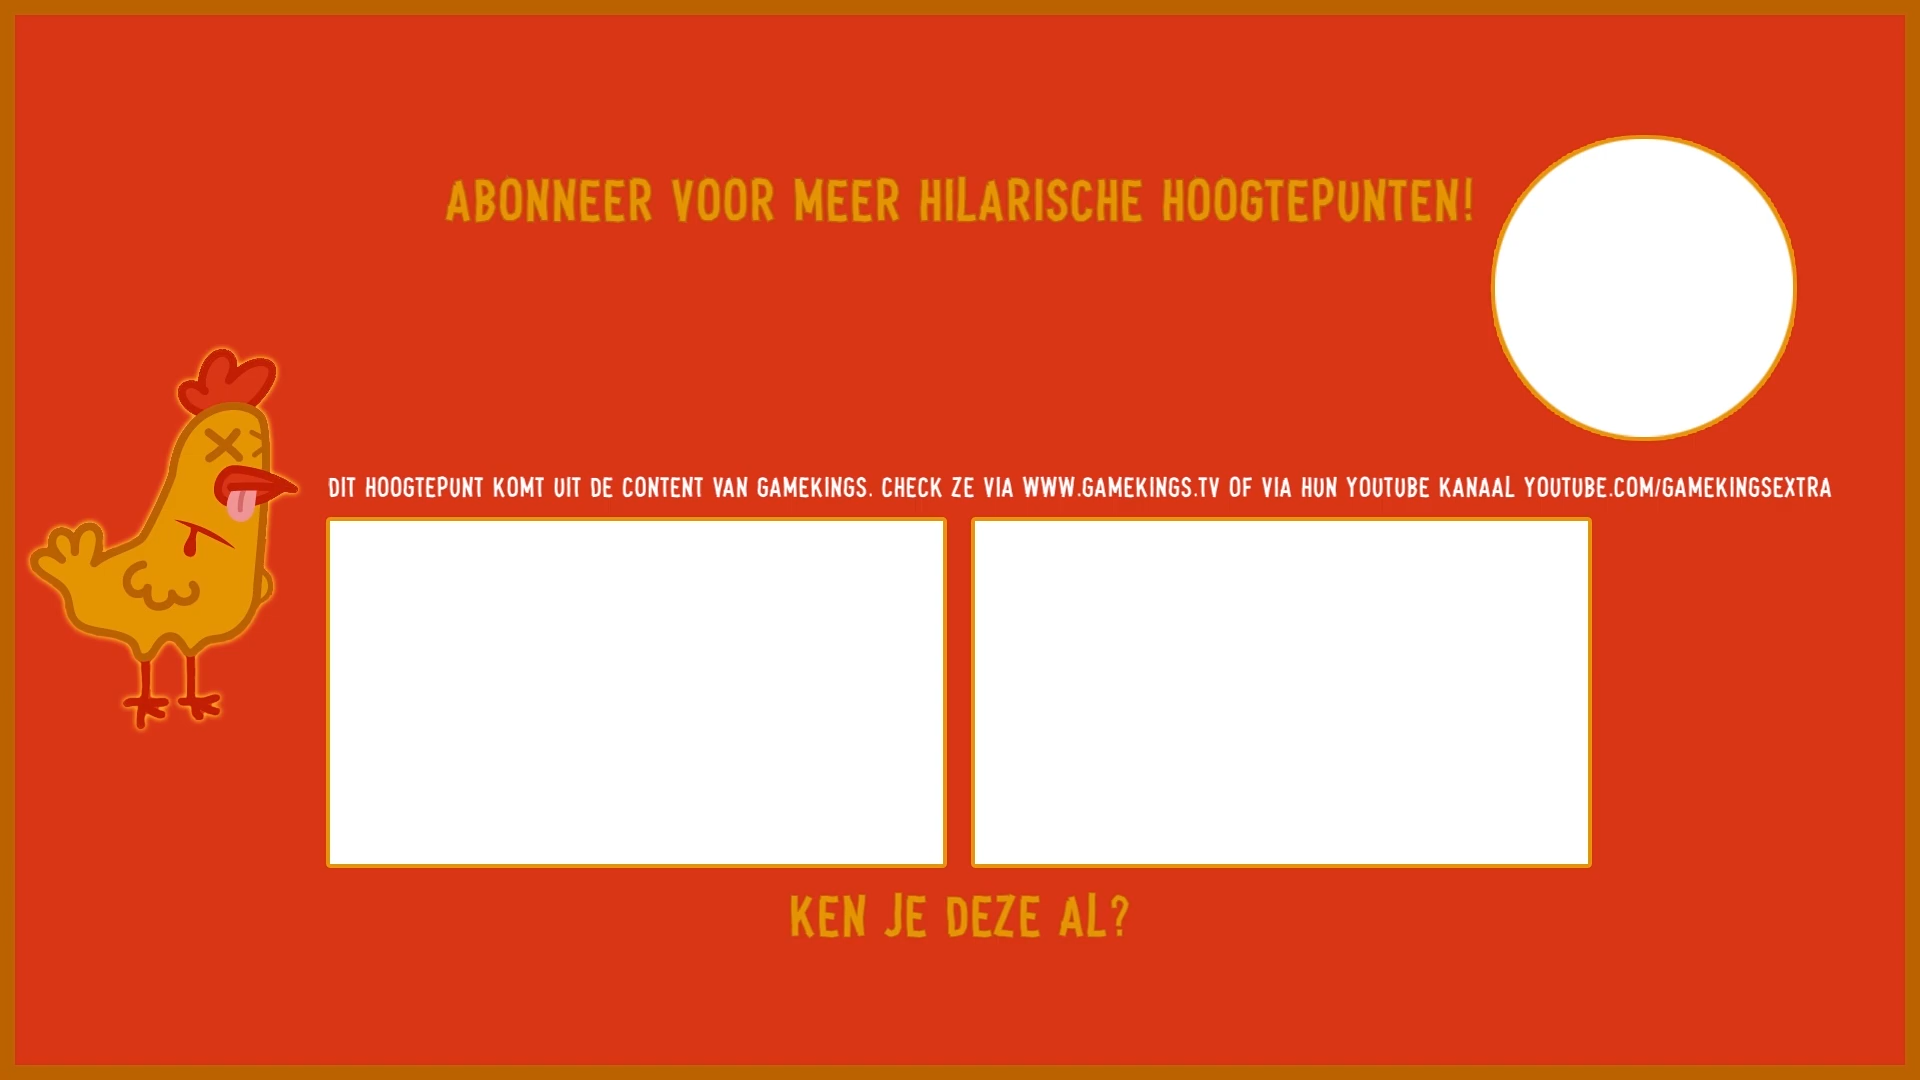 ABONNEER VOOR MEER HILARISCHE HOOGTEPUNTEN!
DIT HOOGTEPUNT KOMT UIT DE CONTENT VAN GAMEKINGS. CHECK ZE VIA WWW.GAMEKINGS.TV OF VIA HUN YOUTUBE KANAAL YOUTUBE.COM/GAMEKINGSEXTRA
KEN JE DEZE AL?